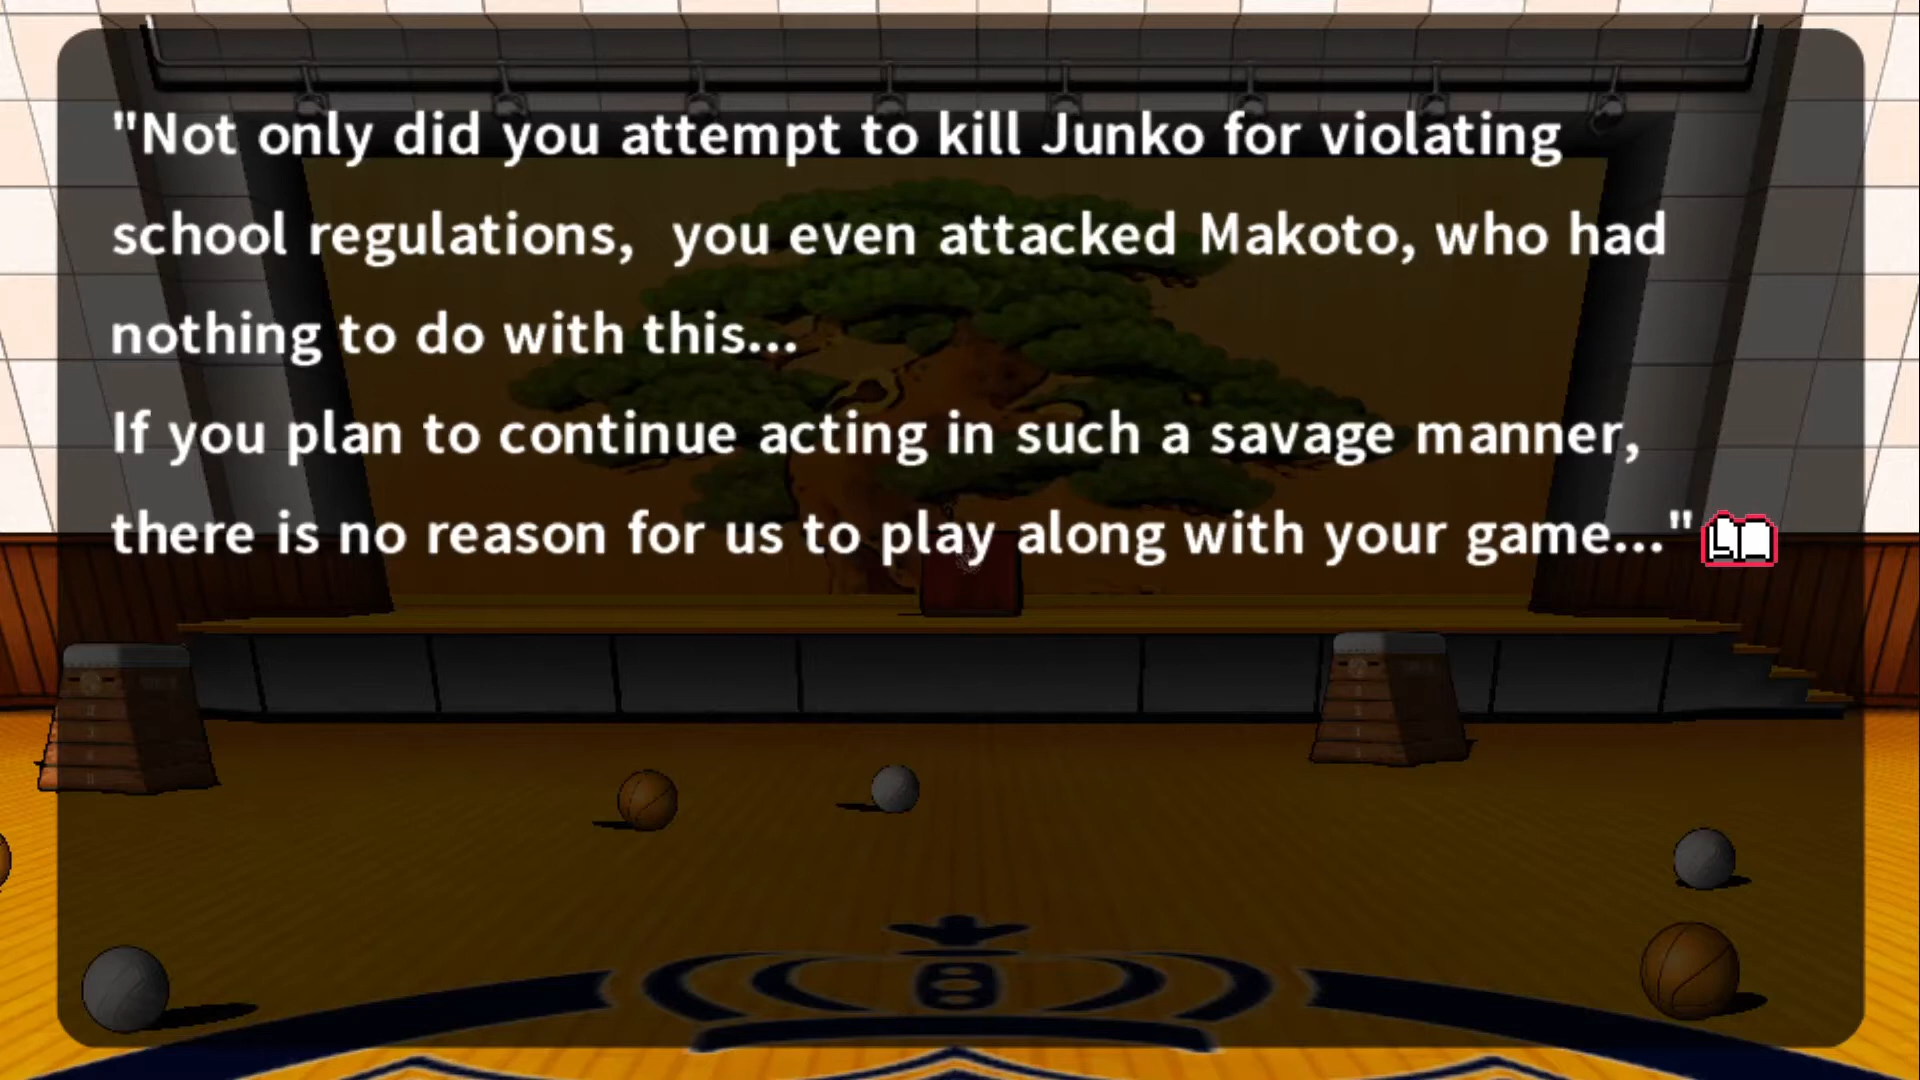 "Not only did you attempt to kill Junko for violating
school regulations,  you even attacked Makoto, who had
nothing to do with this...
If you plan to continue acting in such a savage manner,
there is no reason for us to play along with your game..."
8